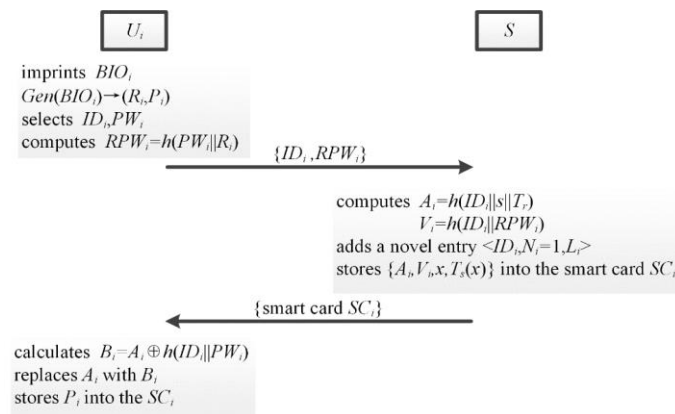 U_i
S
imprints BIO_i
Gen(BIO_i)→(R_i,P_i)
selects ID_i,PW_i
computes RPW_i=h(PW_i||R_i)
{ID_i,RPW_i}
computes A_i=h(ID_i||s||T_r)
V_i=h(ID_i||RPW_i)
adds a novel entry <ID_i,N_i=1,L_i>
stores {A_i,V_i,x,T_s(x)} into the smart card SC_i
{smart card SC_i}
calculates B_i=A_i⊕h(ID_i||PW_i)
replaces A_i with B_i
stores P_i into the SC_i